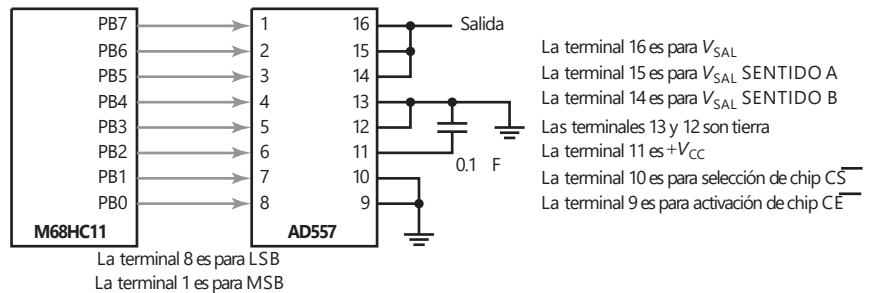 PB7 1 16 Salida
PB6 2 15
PB5 3 14
PB4 4 13
PB3 5 12
PB2 6 11
0.1 F
PB1 7 10
PB0 8 9
M68HC11 AD557
La terminal 8 es para LSB
La terminal 1 es para MSB
La terminal 16 es para V_SAL
La terminal 15 es para V_SAL SENTIDO A
La terminal 14 es para V_SAL SENTIDO B
Las terminales 13 y 12 son tierra
La terminal 11 es +V_CC
La terminal 10 es para selección de chip CS
La terminal 9 es para activación de chip CE